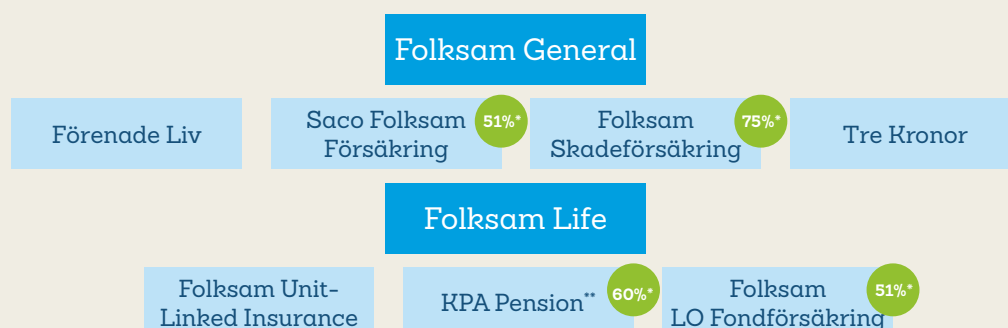 Folksam General
Förenade Liv
Saco Folksam
Försäkring
51%*
Folksam
Skadeförsäkring
75%*
Tre Kronor
Folksam Life
Folksam Unit-
Linked Insurance
KPA Pension**
60%*
Folksam
LO Fondförsäkring
51%*